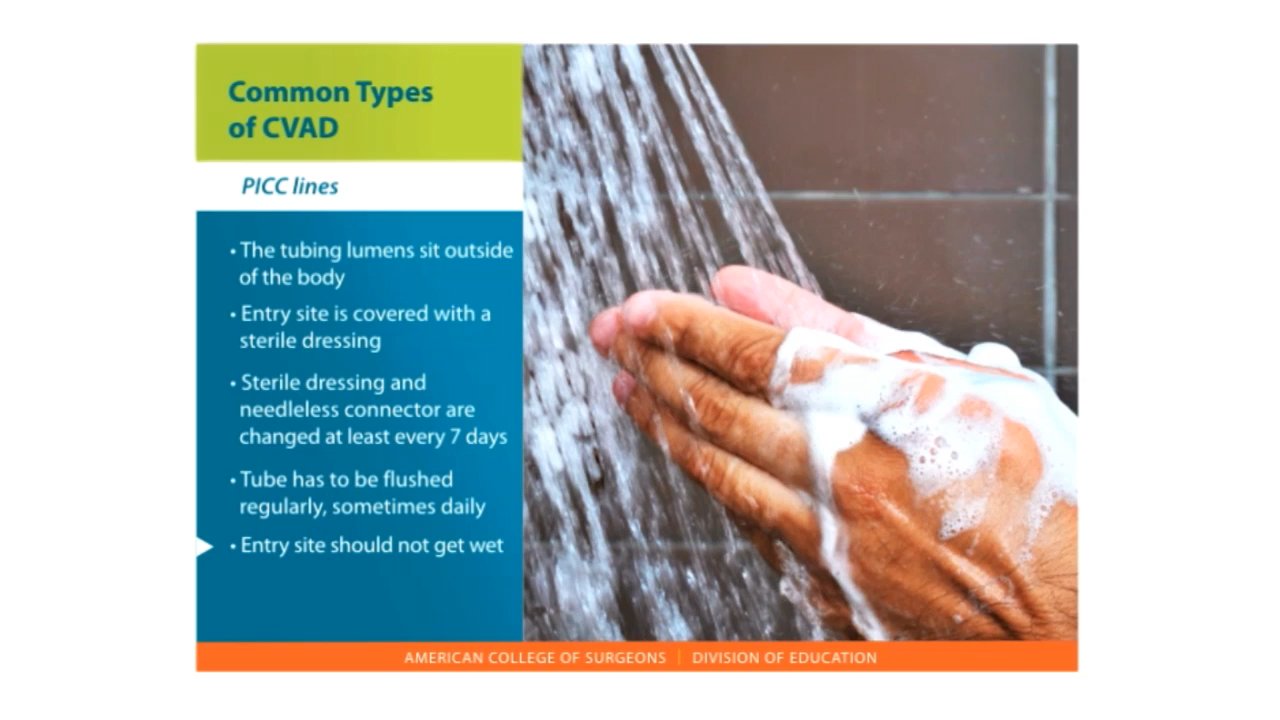 Common Types
of CVAD
PICC lines
• The tubing lumens sit outside
of the body
• Entry site is covered with a
sterile dressing
• Sterile dressing and
needleless connector are
changed at least every 7 days
• Tube has to be flushed
regularly, sometimes daily
• Entry site should not get wet
AMERICAN COLLEGE OF SURGEONS | DIVISION OF EDUCATION